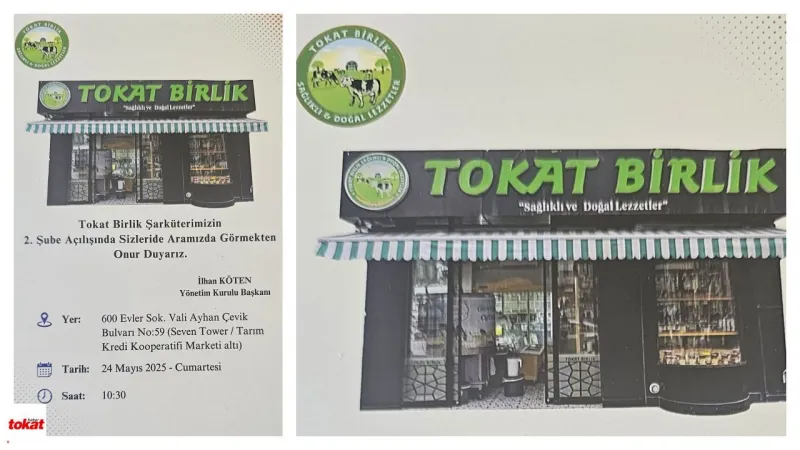 TOKAT BİRLİK
SAĞLIKLI & DOĞAL LEZZETLER
TOKAT BİRLİK
"Sağlıklı ve Doğal Lezzetler"
Tokat Birlik Şarküterimizin
2. Şube Açılışında Sizleride Aramızda Görmekten
Onur Duyarız.
İlhan KÖTEN
Yönetim Kurulu Başkanı
Yer: 600 Evler Sok. Vali Ayhan Çevik
Bulvarı No:59 (Seven Tower / Tarım
Kredi Kooperatifi Marketi altı)
Tarih: 24 Mayıs 2025 - Cumartesi
Saat: 10:30
tokat
TOKAT BİRLİK
SAĞLIKLI & DOĞAL LEZZETLER
TOKAT BİRLİK
"Sağlıklı ve Doğal Lezzetler"
TOKAT BİRLİK